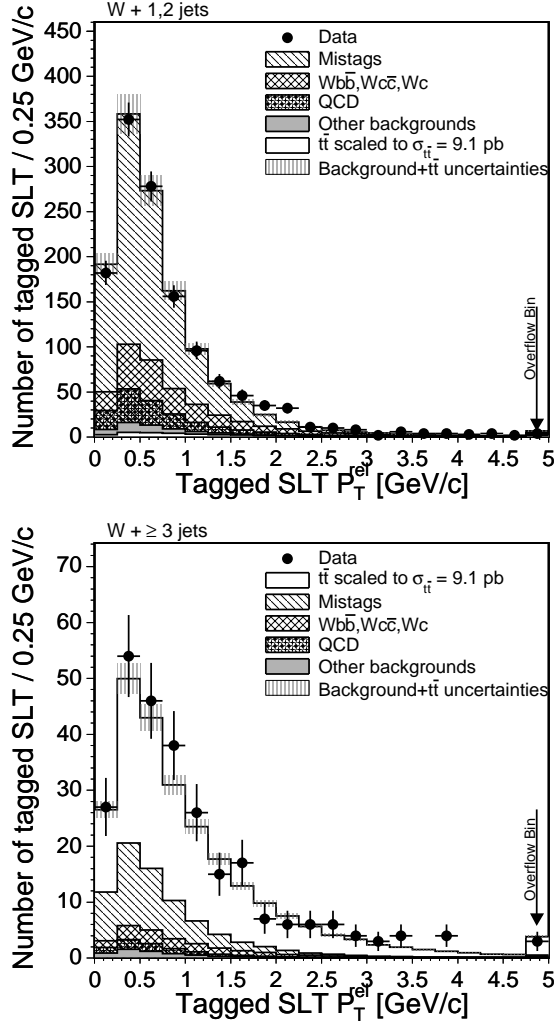 W + 1,2 jets
Number of tagged SLT / 0.25 GeV/c
450
400
350
300
250
200
150
100
50
0
Data
Mistags
Wbb̅,Wcc̅,Wc
QCD
Other backgrounds
tt̅ scaled to σ_tt̅ = 9.1 pb
Background+tt̅ uncertainties
Overflow Bin
0 0.5 1 1.5 2 2.5 3 3.5 4 4.5 5
Tagged SLT P_T^rel [GeV/c]
W + ≥ 3 jets
Number of tagged SLT / 0.25 GeV/c
70
60
50
40
30
20
10
0
Data
tt̅ scaled to σ_tt̅ = 9.1 pb
Mistags
Wbb̅,Wcc̅,Wc
QCD
Other backgrounds
Background+tt̅ uncertainties
Overflow Bin
0 0.5 1 1.5 2 2.5 3 3.5 4 4.5 5
Tagged SLT P_T^rel [GeV/c]